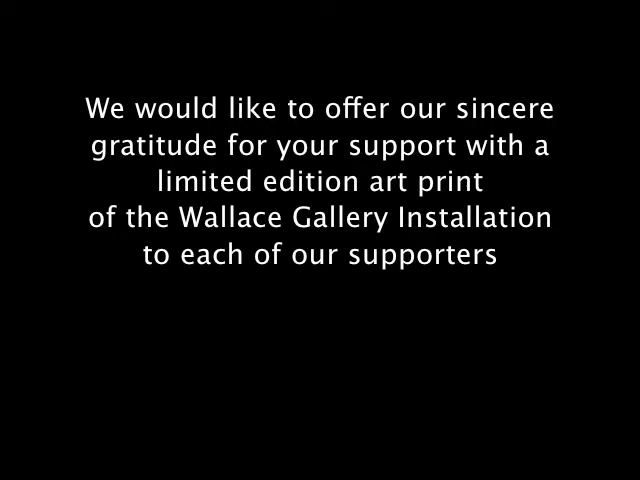 We would like to offer our sincere
gratitude for your support with a
limited edition art print
of the Wallace Gallery Installation
to each of our supporters